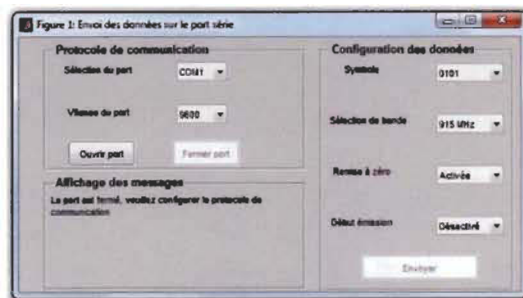 Figure 1: Envoi des données sur le port série
Protocole de communication
Sélection du port
COM1
Vitesse du port
9600
Ouvrir port
Fermer port
Affichage des messages
Le port est fermé, veuillez configurer le protocole de
communication
Configuration des données
Symbole
0101
Sélection de bande
915 MHz
Remise à zéro
Activée
Début émission
Désactivé
Envoyer